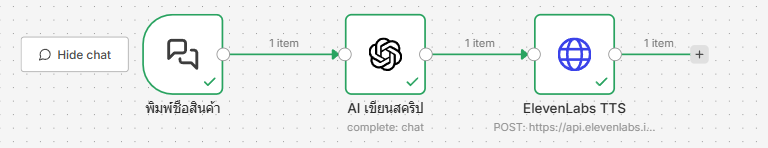 Hide chat
1 item
1 item
1 item
พิมพ์ชื่อสินค้า
AI เขียนสคริป
ElevenLabs TTS
complete: chat
POST: https://api.elevenlabs.i...